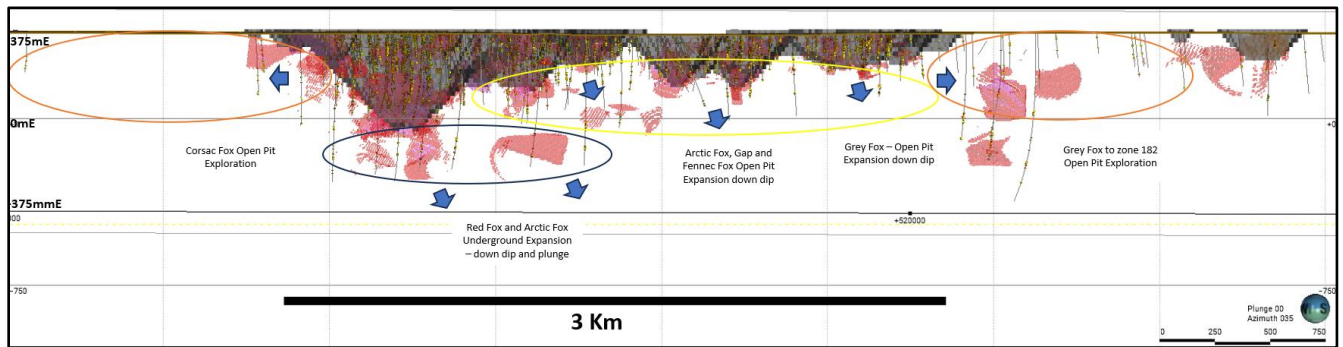 375mE
0mE
+0
Corsac Fox Open Pit
Exploration
Arctic Fox, Gap and
Fennec Fox Open Pit
Expansion down dip
Grey Fox – Open Pit
Expansion down dip
Grey Fox to zone 182
Open Pit Exploration
-375mmE
000
+520000
Red Fox and Arctic Fox
Underground Expansion
– down dip and plunge
-750
-750
3 Km
Plunge 00
Azimuth 035
0 250 500 750